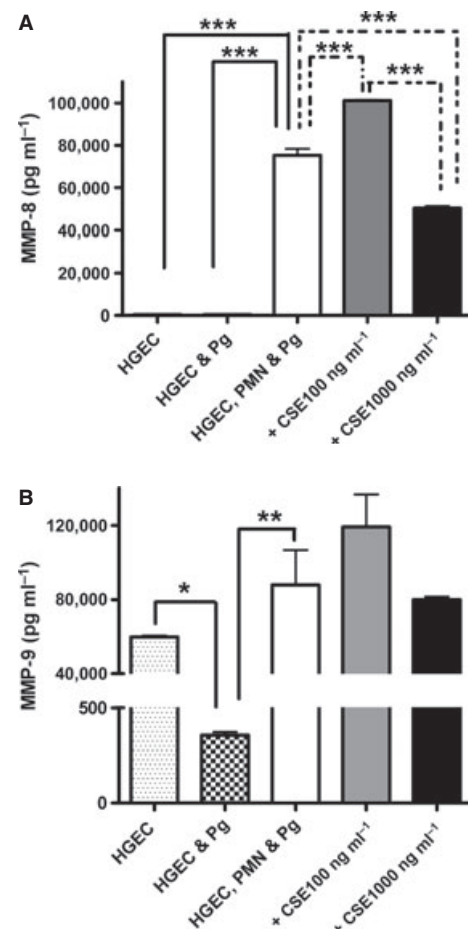 A
***
***
***
***
***
MMP-8 (pg ml⁻¹)
100,000
80,000
60,000
40,000
20,000
0
HGEC
HGEC & Pg
HGEC, PMN & Pg
+ CSE100 ng ml⁻¹
+ CSE1000 ng ml⁻¹
B
**
*
MMP-9 (pg ml⁻¹)
120,000
80,000
40,000
500
0
HGEC
HGEC & Pg
HGEC, PMN & Pg
+ CSE100 ng ml⁻¹
+ CSE1000 ng ml⁻¹